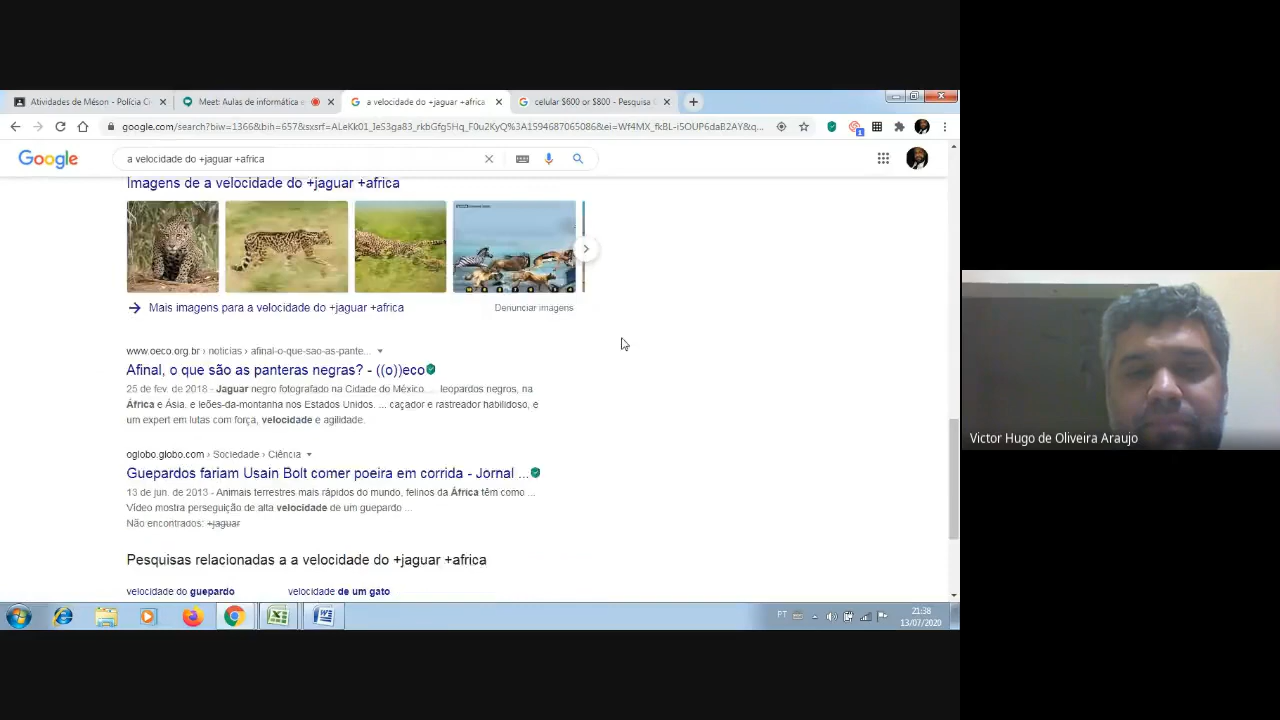 Atividades de Méson - Polícia Ci
Meet: Aulas de informática e
a velocidade do +jaguar +africa
celular $600 or $800 - Pesquisa G
google.com/search?biw=1366&bih=657&sxsrf=ALeKk01_IeS3ga83_rkbGfg5Hq_F0u2KyQ%3A1594687065086&ei=Wf4MX_fkBL-i5OUP6daB2AY&q...
1
Google
a velocidade do +jaguar +africa
Imagens de a velocidade do +jaguar +africa
Mais imagens para a velocidade do +jaguar +africa
Denunciar imagens
www.oeco.org.br › noticias › afinal-o-que-sao-as-pante...
Afinal, o que são as panteras negras? - ((o))eco
25 de fev. de 2018 - Jaguar negro fotografado na Cidade do México. ... leopardos negros, na
África e Ásia. e leões-da-montanha nos Estados Unidos. ... caçador e rastreador habilidoso, e
um expert em lutas com força, velocidade e agilidade.
oglobo.globo.com › Sociedade › Ciência
Guepardos fariam Usain Bolt comer poeira em corrida - Jornal ...
13 de jun. de 2013 - Animais terrestres mais rápidos do mundo, felinos da África têm como ...
Vídeo mostra perseguição de alta velocidade de um guepardo ...
Não encontrados: +jaguar
Pesquisas relacionadas a a velocidade do +jaguar +africa
velocidade do guepardo
velocidade de um gato
PT
21:38
13/07/2020
Victor Hugo de Oliveira Araujo